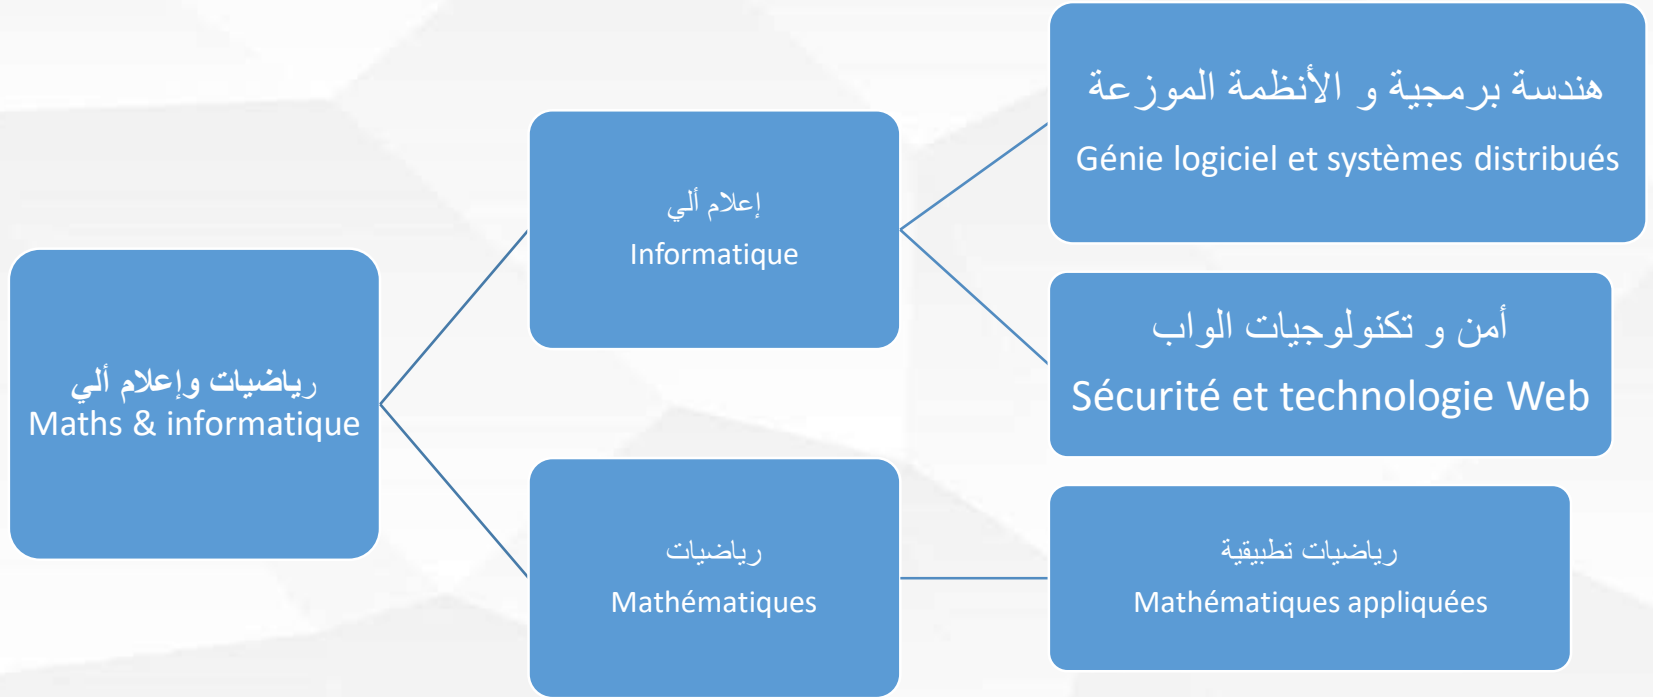 رياضيات وإعلام ألي
Maths & informatique
إعلام ألي
Informatique
هندسة برمجية و الأنظمة الموزعة
Génie logiciel et systèmes distribués
أمن و تكنولوجيات الواب
Sécurité et technologie Web
رياضيات
Mathématiques
رياضيات تطبيقية
Mathématiques appliquées